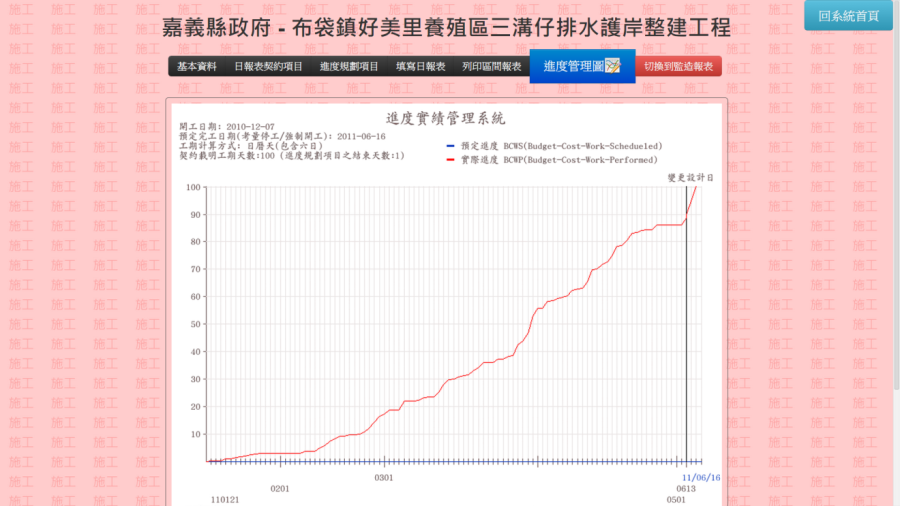 回系統首頁
嘉義縣政府 - 布袋鎮好美里養殖區三溝仔排水護岸整建工程
基本資料 日報表契約項目 進度規劃項目 填寫日報表 列印區間報表 進度管理圖 切換到監造報表
進度實績管理系統
開工日期: 2010-12-07
預定完工日期(考量停工/強制開工): 2011-06-16
工期計算方式: 日曆天(包含六日)
契約載明工期天數:100 (進度規劃項目之結束天數:1)
預定進度 BCWS(Budget-Cost-Work-Schedueled)
實際進度 BCWP(Budget-Cost-Work-Performed)
變更設計日
100
90
80
70
60
50
40
30
20
10
0301
11/06/16
0201
0613
110121
0501